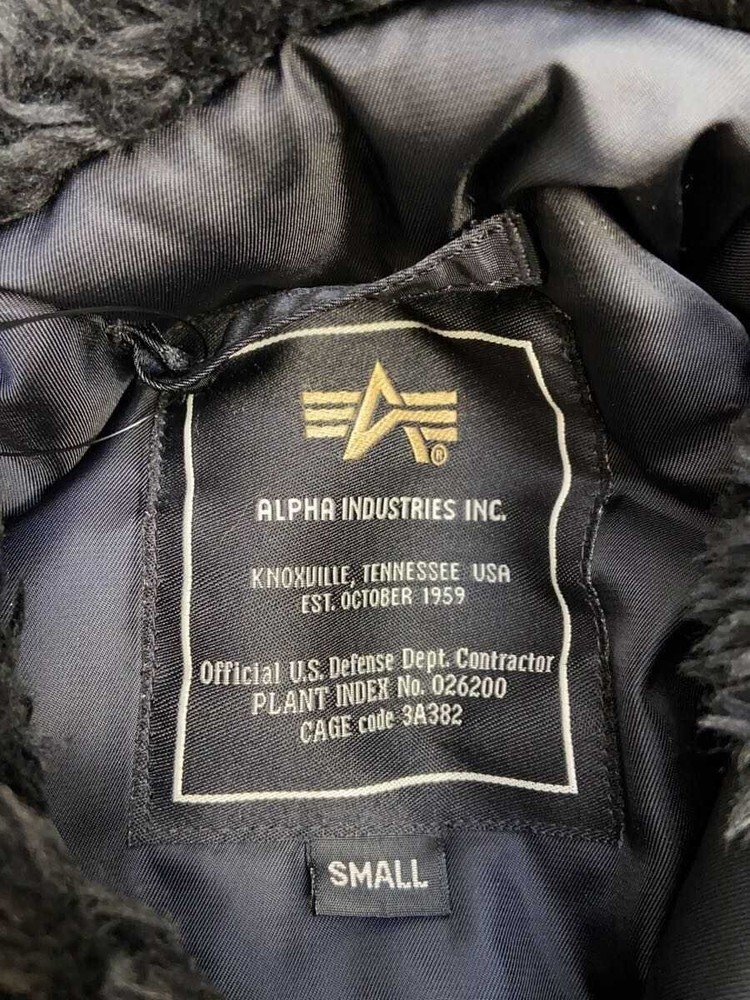 ®
ALPHA INDUSTRIES INC.
KNOXVILLE, TENNESSEE USA
EST. OCTOBER 1959
Official U.S. Defense Dept. Contractor
PLANT INDEX No. 026200
CAGE code 3A382
SMALL